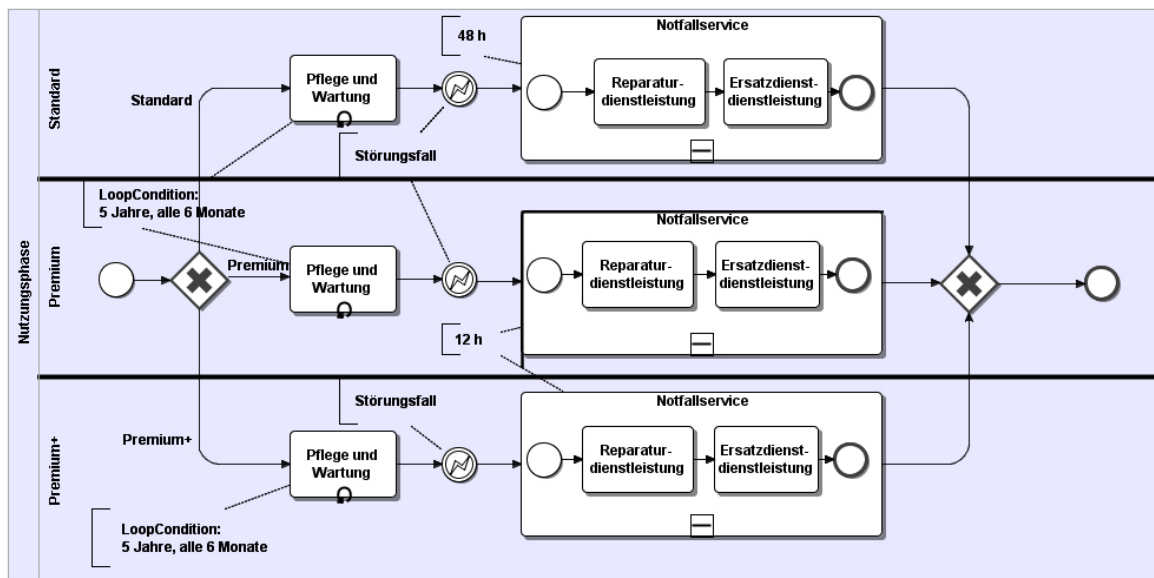 Nutzungsphase
Standard
Standard
Pflege und
Wartung
48 h
Störungsfall
Notfallservice
Reparatur-
dienstleistung
Ersatzdienst-
dienstleistung
Premium
LoopCondition:
5 Jahre, alle 6 Monate
Premium
Pflege und
Wartung
Notfallservice
Reparatur-
dienstleistung
Ersatzdienst-
dienstleistung
12 h
Premium+
Premium+
Pflege und
Wartung
Störungsfall
LoopCondition:
5 Jahre, alle 6 Monate
Notfallservice
Reparatur-
dienstleistung
Ersatzdienst-
dienstleistung